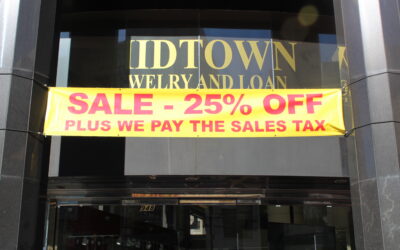 IDTOWN
WELRY AND LOAN
SALE - 25% OFF
PLUS WE PAY THE SALES TAX